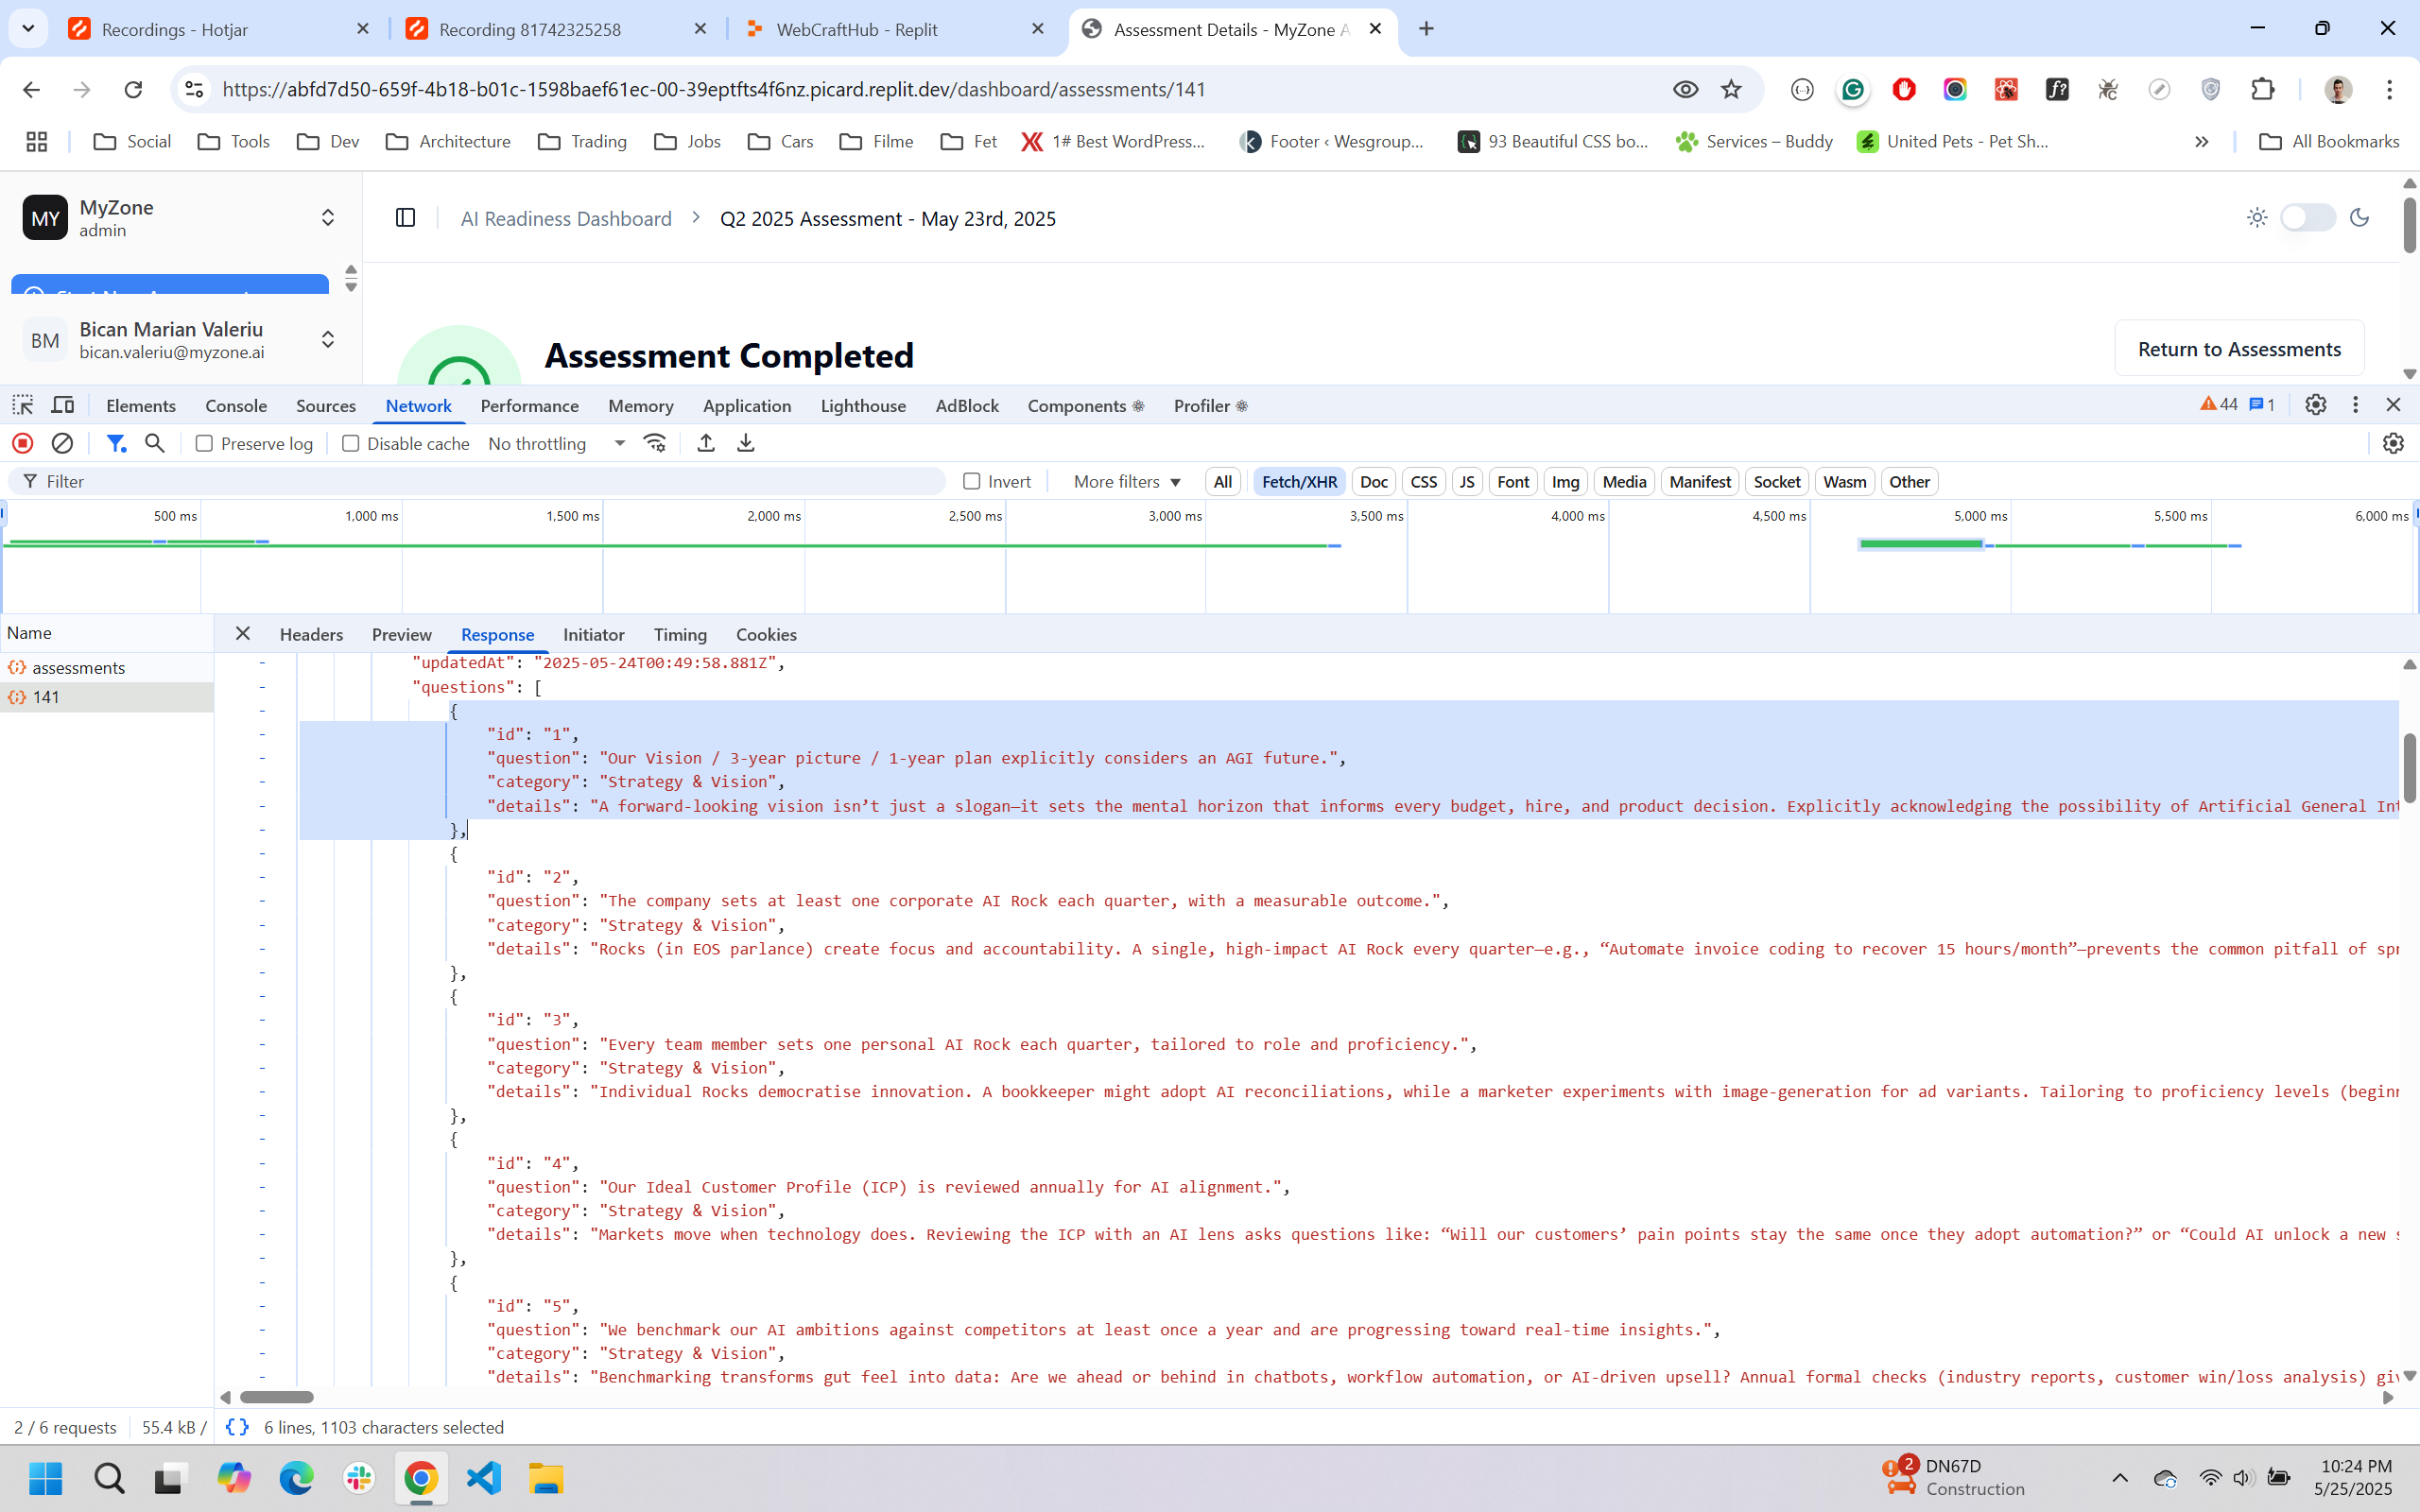 Recordings - Hotjar
Recording 81742325258
WebCraftHub - Replit
Assessment Details - MyZone A
https://abfd7d50-659f-4b18-b01c-1598baef61ec-00-39eptfts4f6nz.picard.replit.dev/dashboard/assessments/141
Social Tools Dev Architecture Trading Jobs Cars Filme Fet 1# Best WordPress... Footer ‹ Wesgroup... 93 Beautiful CSS bo... Services – Buddy United Pets - Pet Sh... All Bookmarks
MY MyZone
admin
AI Readiness Dashboard > Q2 2025 Assessment - May 23rd, 2025
BM Bican Marian Valeriu
bican.valeriu@myzone.ai
Assessment Completed
Return to Assessments
Elements Console Sources Network Performance Memory Application Lighthouse AdBlock Components Profiler 44 1
Preserve log Disable cache No throttling
Filter Invert More filters All Fetch/XHR Doc CSS JS Font Img Media Manifest Socket Wasm Other
500 ms 1,000 ms 1,500 ms 2,000 ms 2,500 ms 3,000 ms 3,500 ms 4,000 ms 4,500 ms 5,000 ms 5,500 ms 6,000 ms
Name Headers Preview Response Initiator Timing Cookies
assessments
141
"updatedAt": "2025-05-24T00:49:58.881Z",
"questions": [
{
"id": "1",
"question": "Our Vision / 3-year picture / 1-year plan explicitly considers an AGI future.",
"category": "Strategy & Vision",
"details": "A forward-looking vision isn’t just a slogan—it sets the mental horizon that informs every budget, hire, and product decision. Explicitly acknowledging the possibility of Artificial General Int
},
{
"id": "2",
"question": "The company sets at least one corporate AI Rock each quarter, with a measurable outcome.",
"category": "Strategy & Vision",
"details": "Rocks (in EOS parlance) create focus and accountability. A single, high-impact AI Rock every quarter—e.g., “Automate invoice coding to recover 15 hours/month”—prevents the common pitfall of spr
},
{
"id": "3",
"question": "Every team member sets one personal AI Rock each quarter, tailored to role and proficiency.",
"category": "Strategy & Vision",
"details": "Individual Rocks democratise innovation. A bookkeeper might adopt AI reconciliations, while a marketer experiments with image-generation for ad variants. Tailoring to proficiency levels (beginn
},
{
"id": "4",
"question": "Our Ideal Customer Profile (ICP) is reviewed annually for AI alignment.",
"category": "Strategy & Vision",
"details": "Markets move when technology does. Reviewing the ICP with an AI lens asks questions like: “Will our customers’ pain points stay the same once they adopt automation?” or “Could AI unlock a new s
},
{
"id": "5",
"question": "We benchmark our AI ambitions against competitors at least once a year and are progressing toward real-time insights.",
"category": "Strategy & Vision",
"details": "Benchmarking transforms gut feel into data: Are we ahead or behind in chatbots, workflow automation, or AI-driven upsell? Annual formal checks (industry reports, customer win/loss analysis) giv
2 / 6 requests 55.4 kB / {} 6 lines, 1103 characters selected
2 DN67D
Construction
10:24 PM
5/25/2025